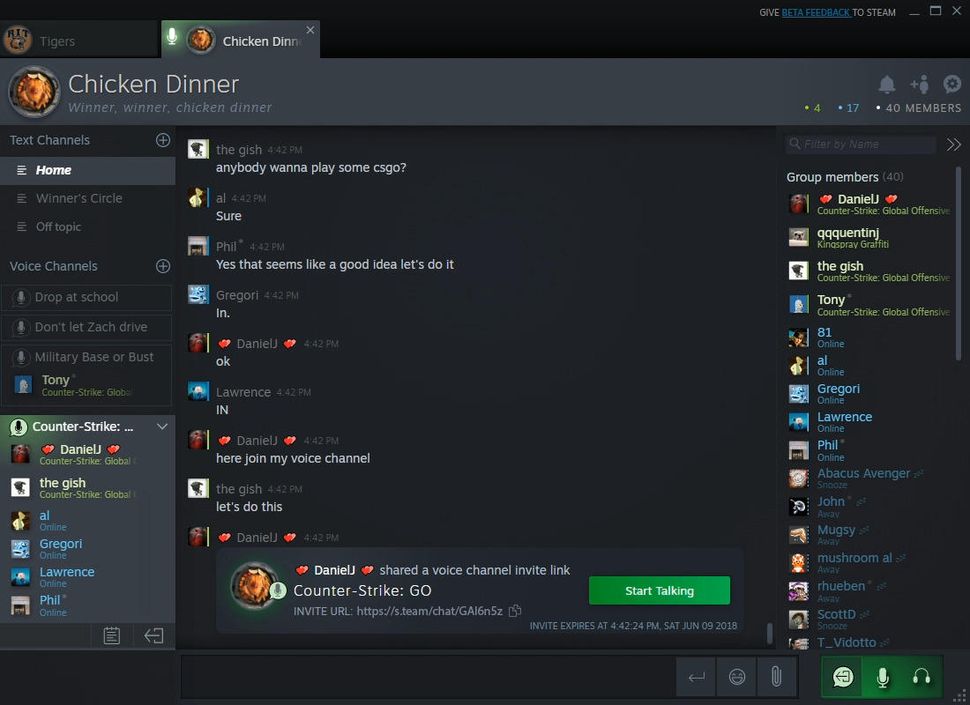 GIVE BETA FEEDBACK TO STEAM
Tigers
Chicken Dinn
Chicken Dinner
Winner, winner, chicken dinner
4 17 40 MEMBERS
Text Channels
Home
Winner's Circle
Off topic
Voice Channels
Drop at school
Don't let Zach drive
Military Base or Bust
Tony*
Counter-Strike: Global
Counter-Strike: ...
DanielJ
Counter-Strike: Global
the gish
Counter-Strike: Global
al
Online
Gregori
Online
Lawrence
Online
Phil*
Online
the gish 4:42 PM
anybody wanna play some csgo?
al 4:42 PM
Sure
Phil* 4:42 PM
Yes that seems like a good idea let's do it
Gregori 4:42 PM
In.
DanielJ 4:42 PM
ok
Lawrence 4:42 PM
IN
DanielJ 4:42 PM
here join my voice channel
the gish 4:42 PM
let's do this
DanielJ 4:42 PM
DanielJ shared a voice channel invite link
Counter-Strike: GO
INVITE URL: https://s.team/chat/GAI6n5z
Start Talking
INVITE EXPIRES AT 4:42:24 PM, SAT JUN 09 2018
Filter by Name
Group members (40)
DanielJ
Counter-Strike: Global Offensive
qqquentinj
Kingspray Graffiti
the gish
Counter-Strike: Global Offensive
Tony*
Counter-Strike: Global Offensive
81
Online
al
Online
Gregori
Online
Lawrence
Online
Phil*
Online
Abacus Avenger
Snooze
John*
Away
Mugsy
Away
mushroom al
Away
rhueben*
Away
ScottD
Snooze
T_Vidotto